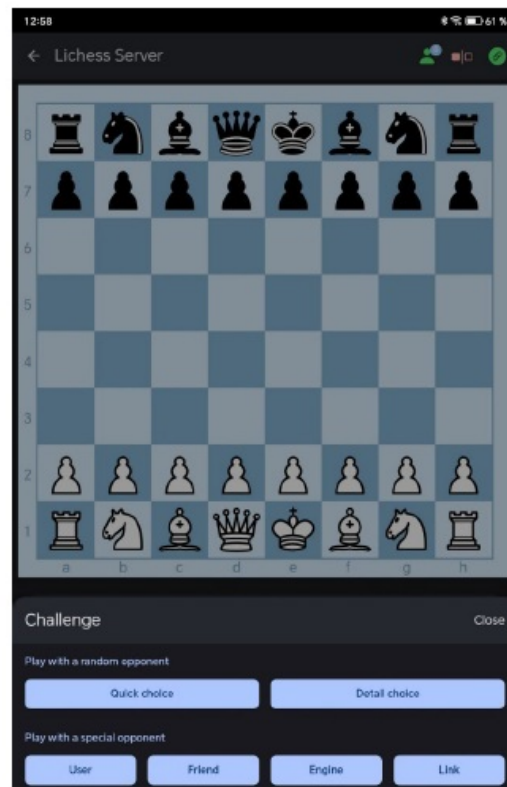 12:58 61 %
Lichess Server
8
7
6
5
4
3
2
1
a b c d e f g h
Challenge Close
Play with a random opponent
Quick choice Detail choice
Play with a special opponent
User Friend Engine Link